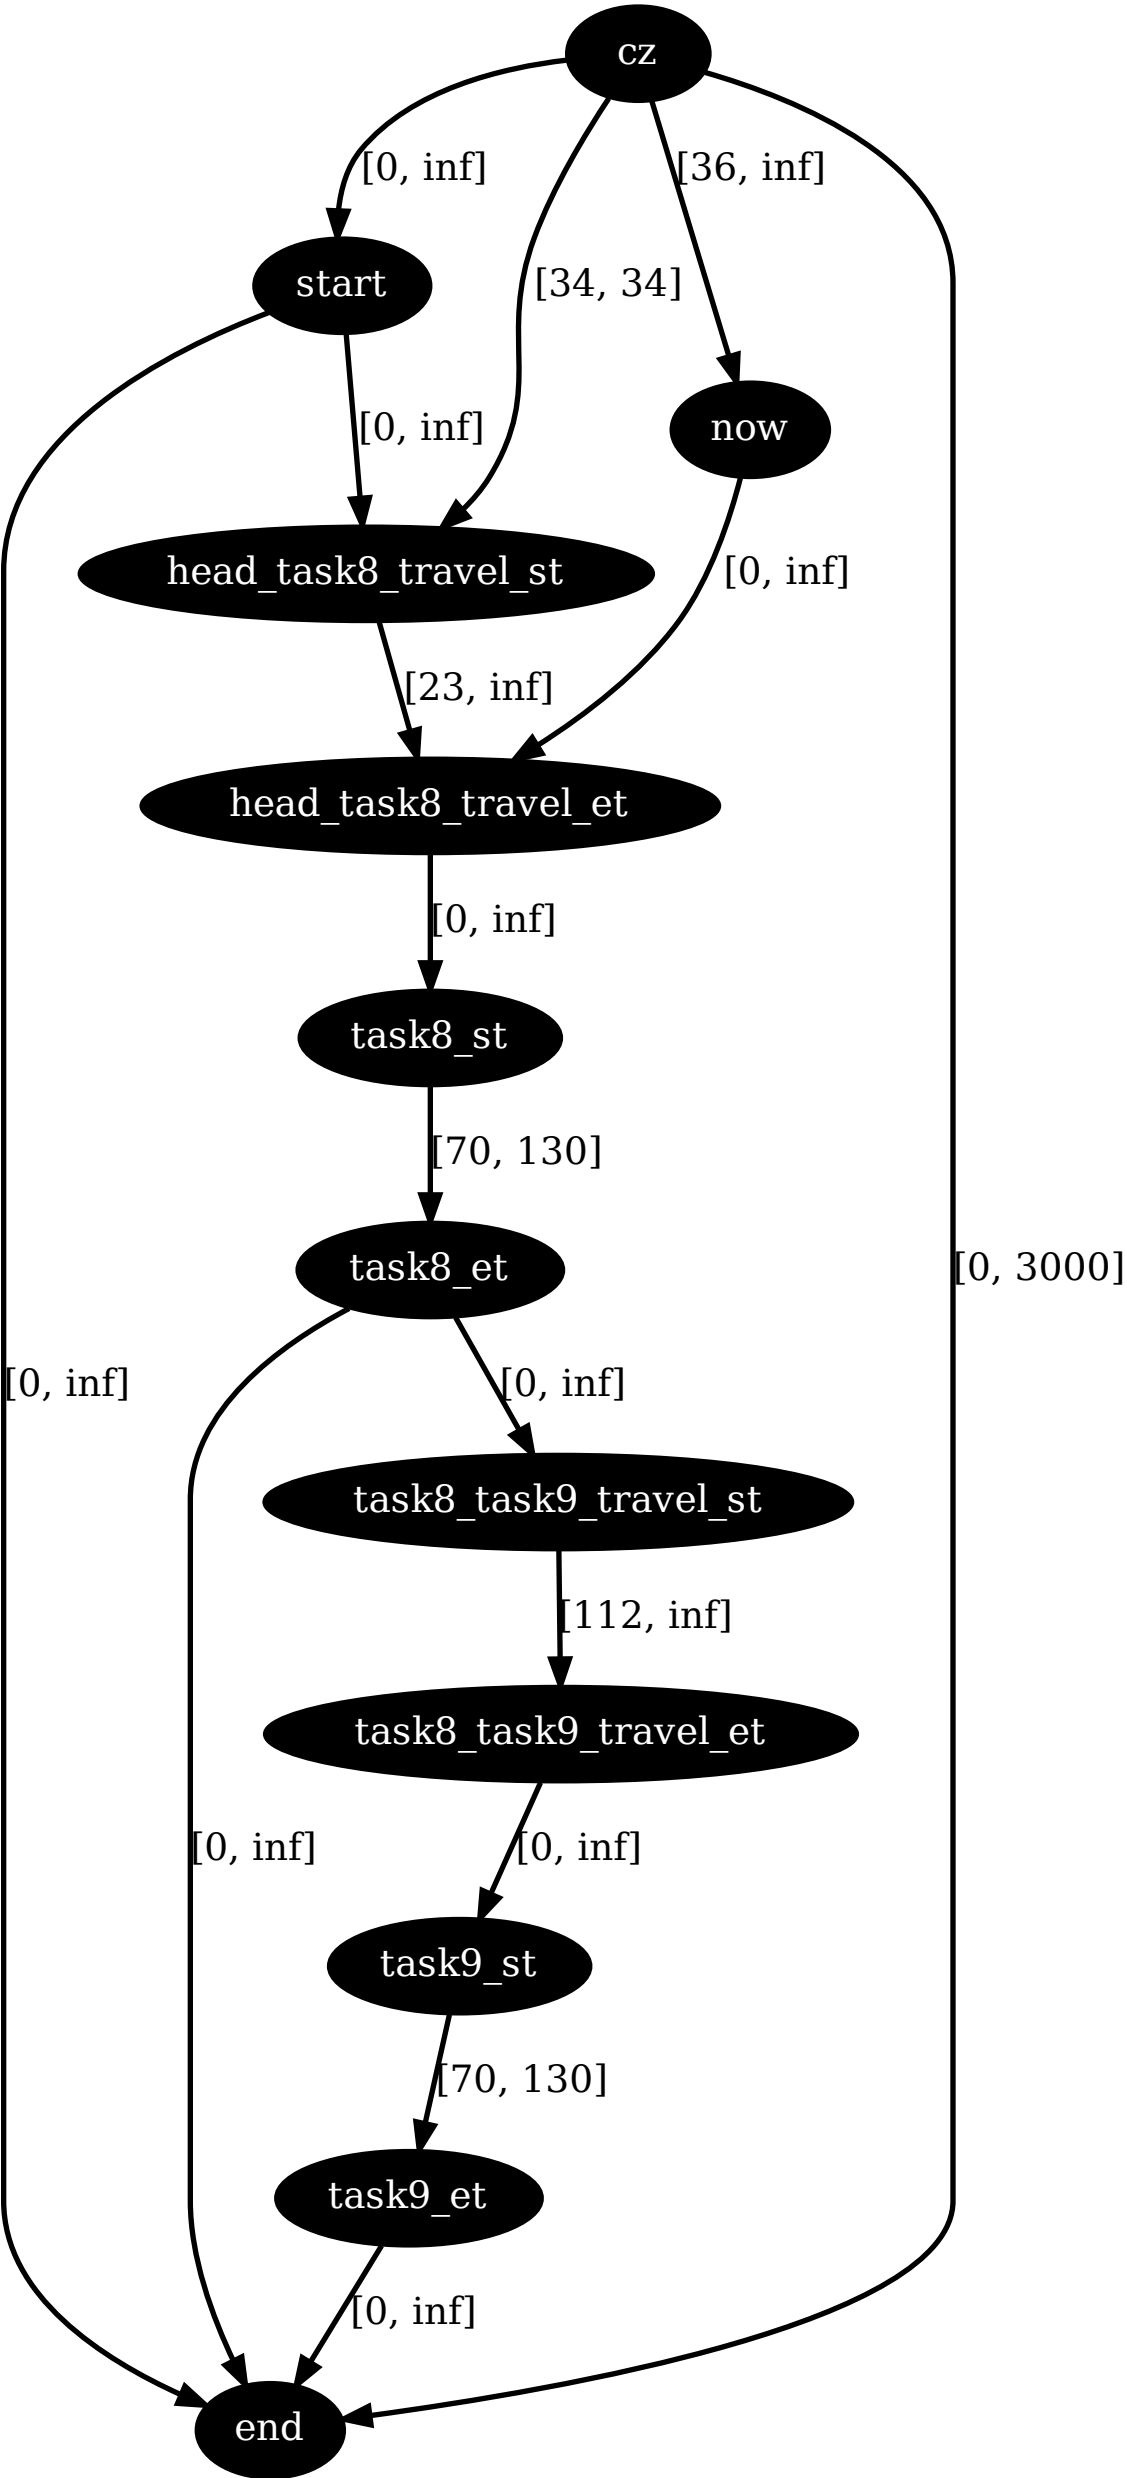 cz
[0, inf]
[36, inf]
start
[34, 34]
[0, inf]
now
head_task8_travel_st
[0, inf]
[23, inf]
head_task8_travel_et
[0, inf]
task8_st
[70, 130]
task8_et
[0, 3000]
[0, inf]
[0, inf]
task8_task9_travel_st
[112, inf]
task8_task9_travel_et
[0, inf]
[0, inf]
task9_st
[70, 130]
task9_et
[0, inf]
end